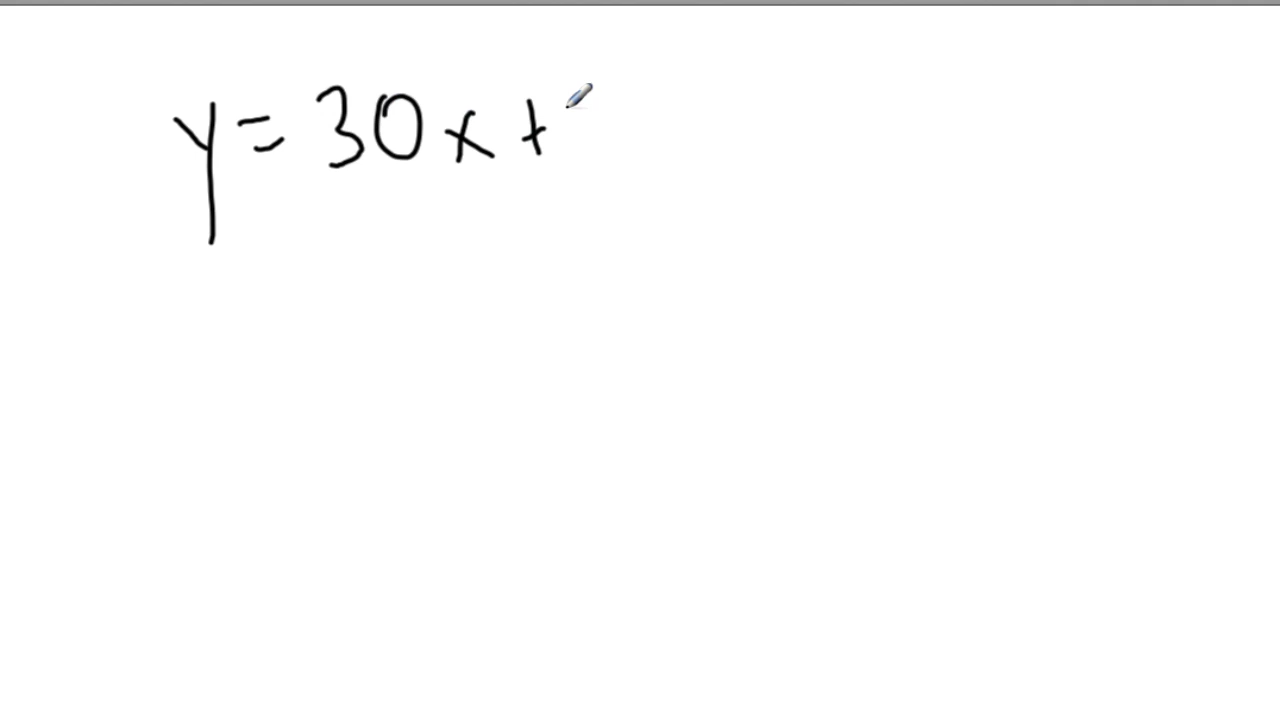 y = 30x +